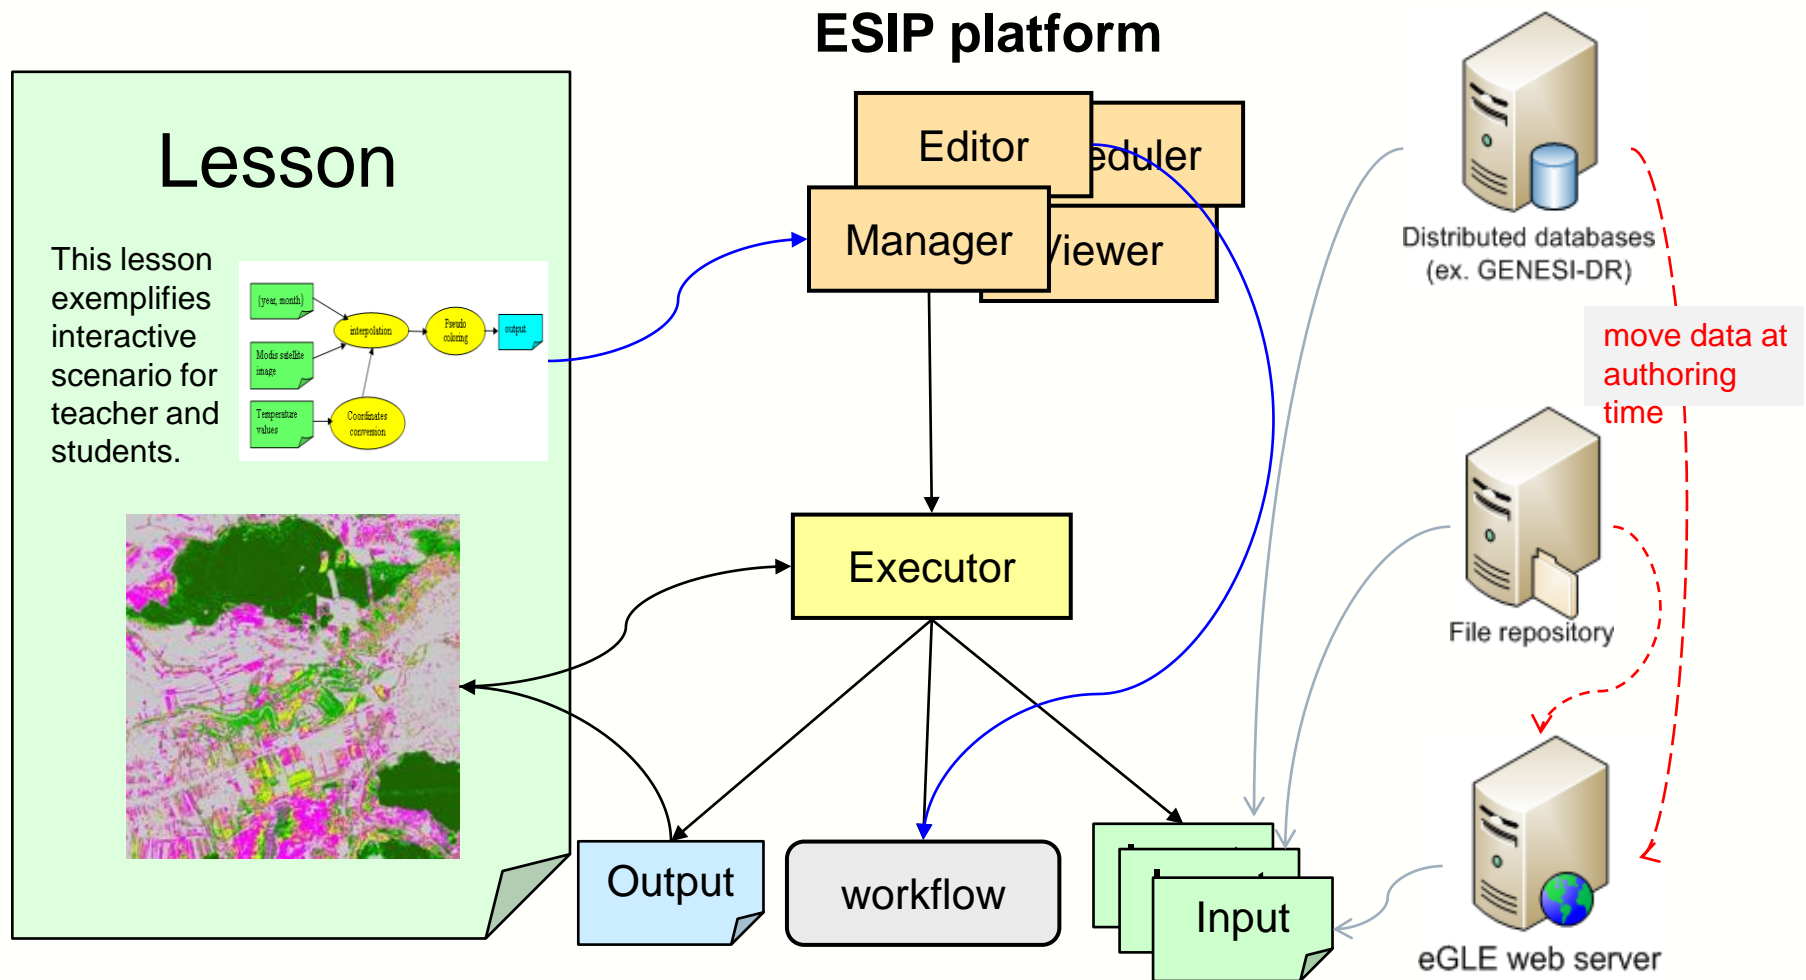 ESIP platform
Lesson
This lesson
exemplifies
interactive
scenario for
teacher and
students.
{year, month}
Modis satellite
image
Temperature
values
interpolation
Coordinates
conversion
Pseudo
coloring
output
Editor
eduler
Manager
Viewer
Executor
Output
workflow
Input
Distributed databases
(ex. GENESI-DR)
move data at
authoring
time
File repository
eGLE web server